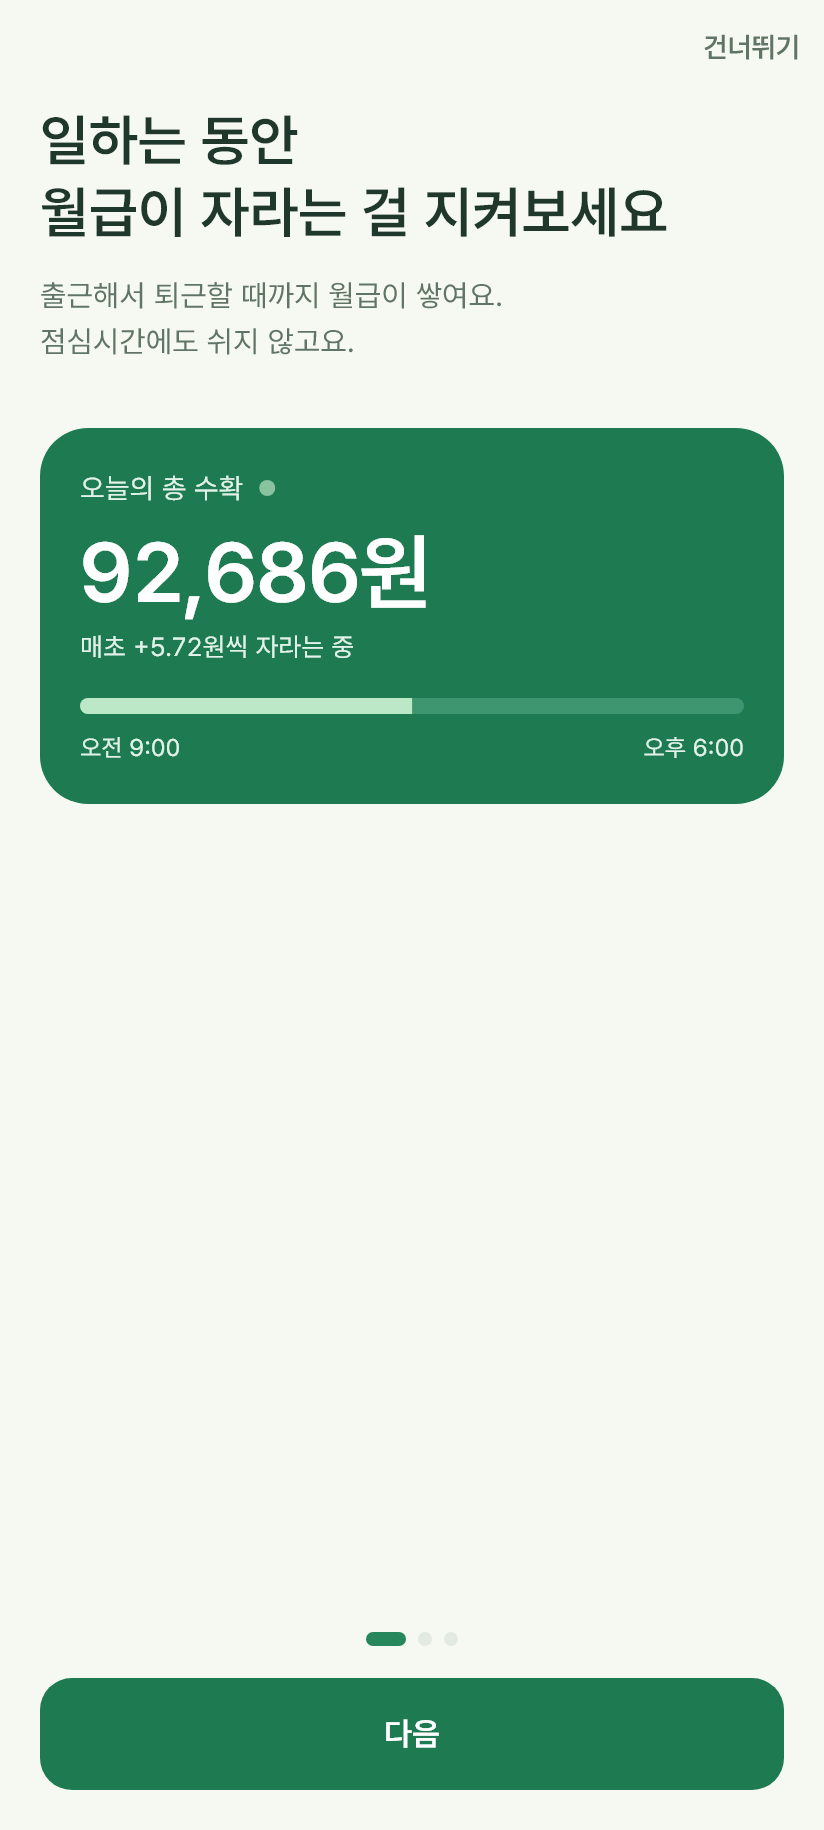 건너뛰기
일하는 동안
월급이 자라는 걸 지켜보세요
출근해서 퇴근할 때까지 월급이 쌓여요.
점심시간에도 쉬지 않고요.
오늘의 총 수확
92,686원
매초 +5.72원씩 자라는 중
오전 9:00
오후 6:00
다음